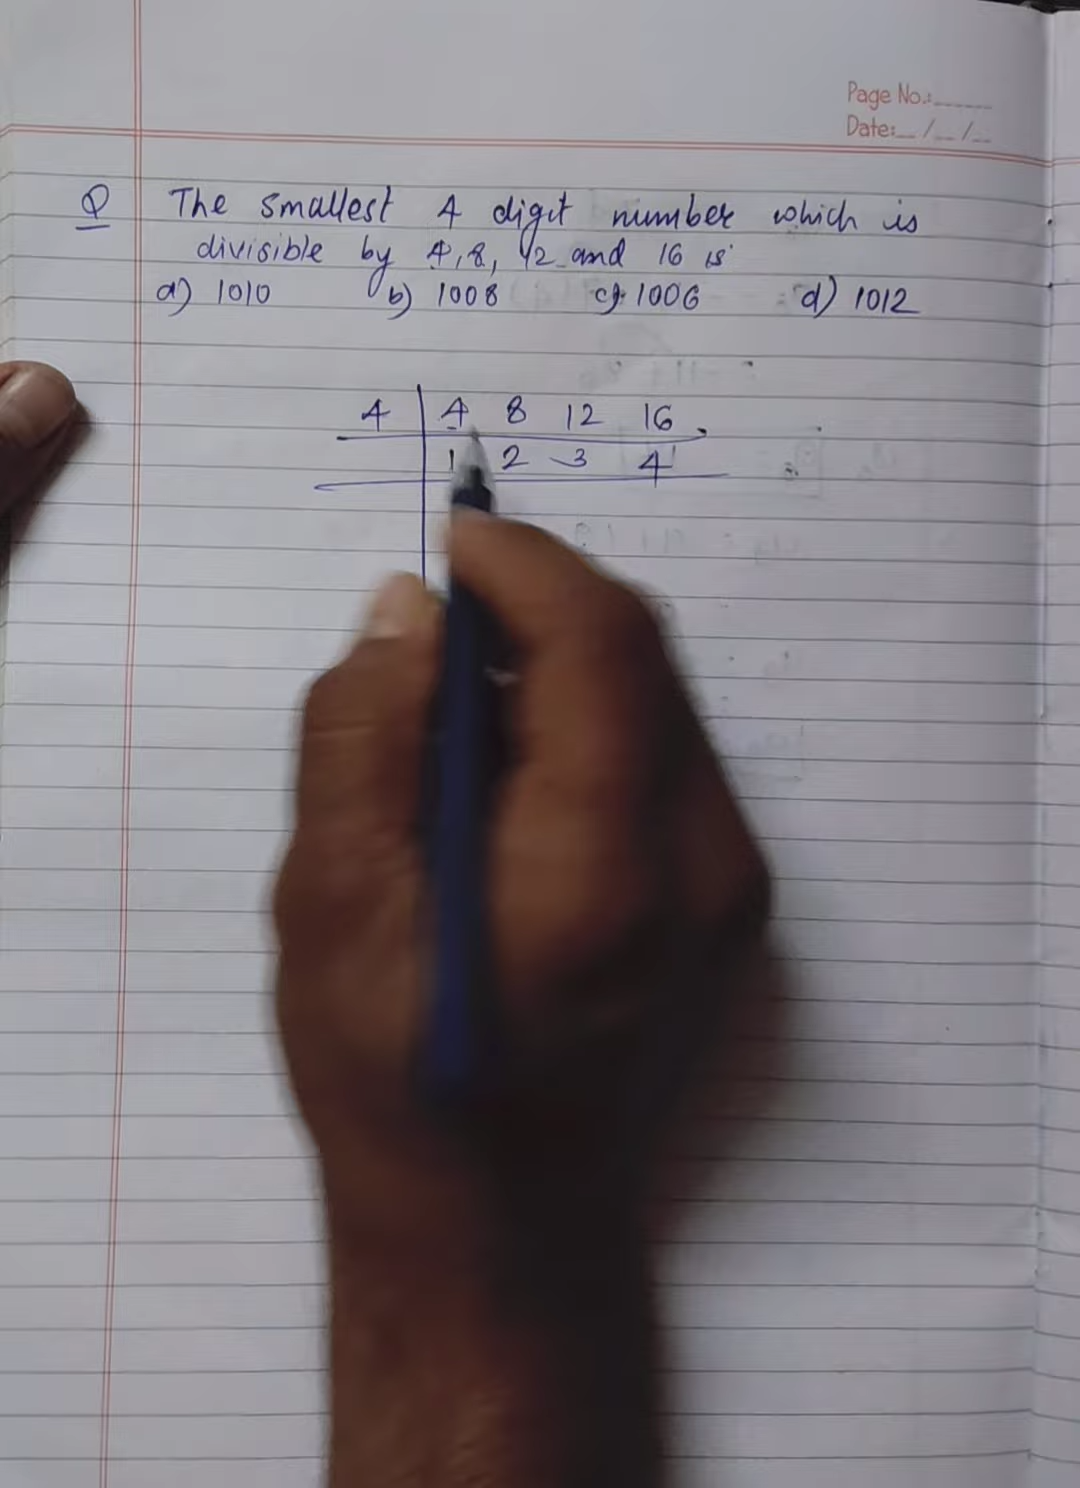 Page No.:
Date: / /
Q The smallest 4 digit number which is
divisible by 4, 8, 12 and 16 is
a) 1010 b) 1008 c) 1006 d) 1012
4 4 8 12 16
1 2 3 4